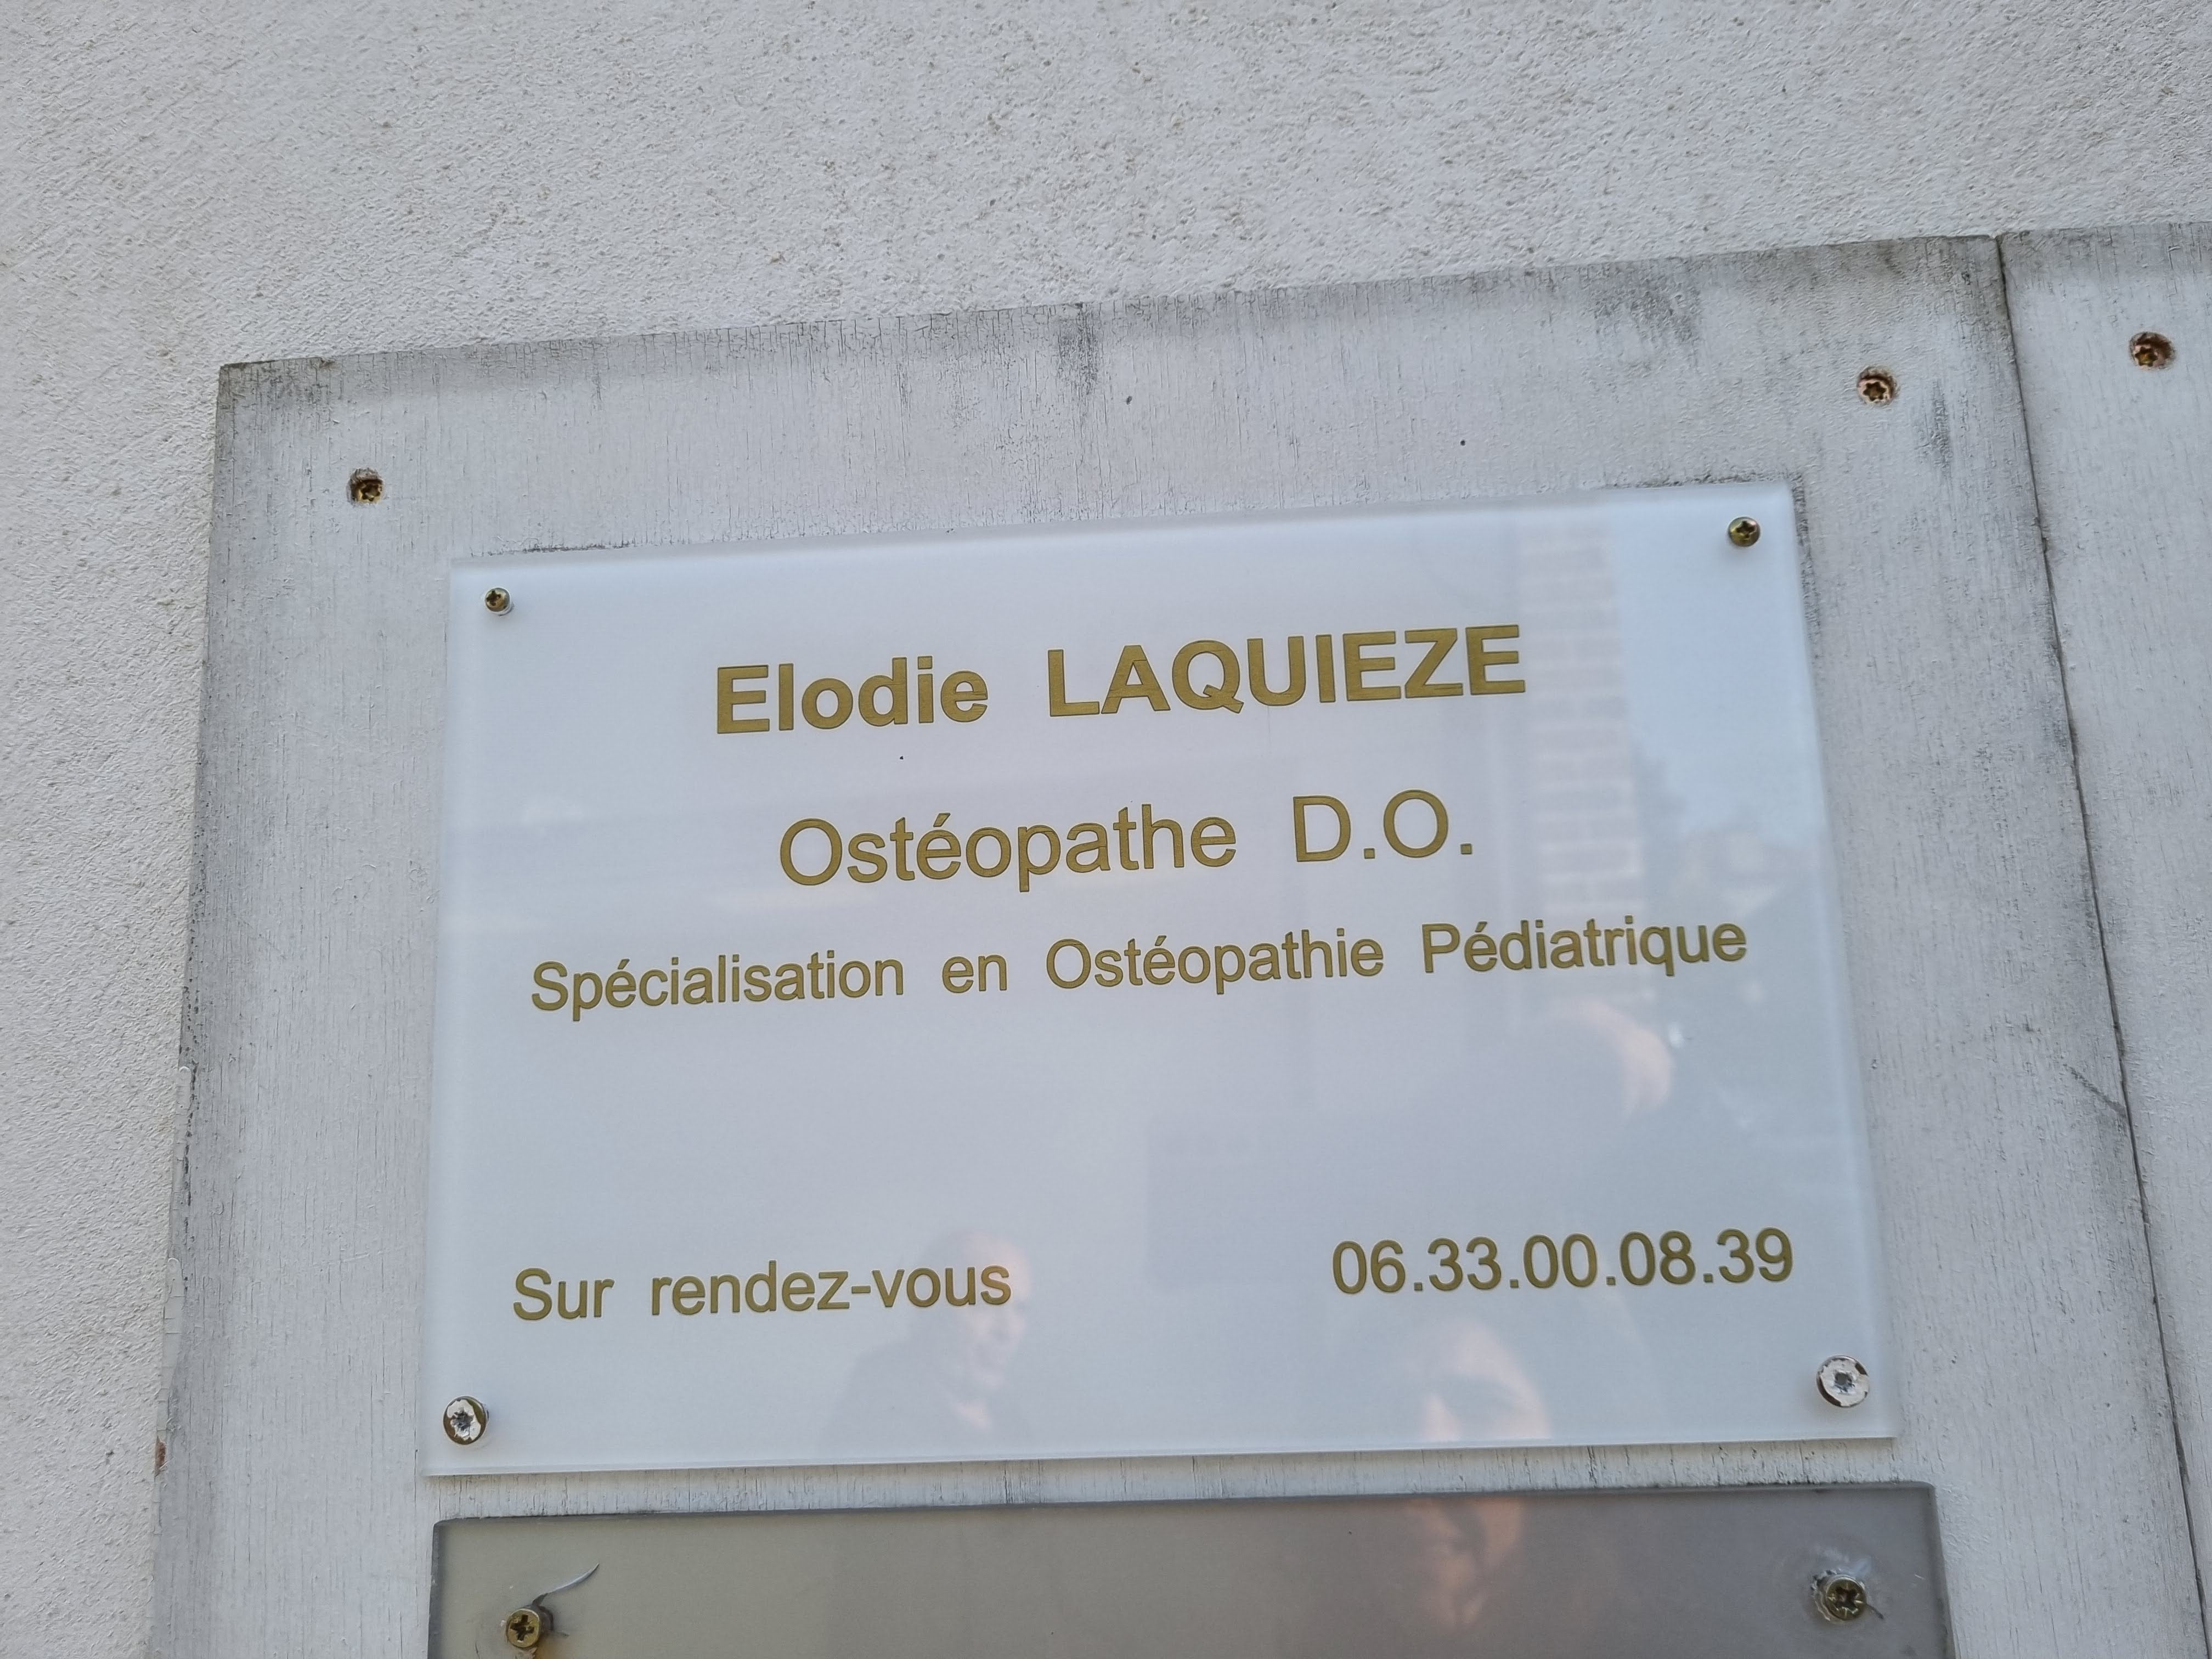 Elodie LAQUIEZE
Ostéopathe D.O.
Spécialisation en Ostéopathie Pédiatrique
Sur rendez-vous 06.33.00.08.39